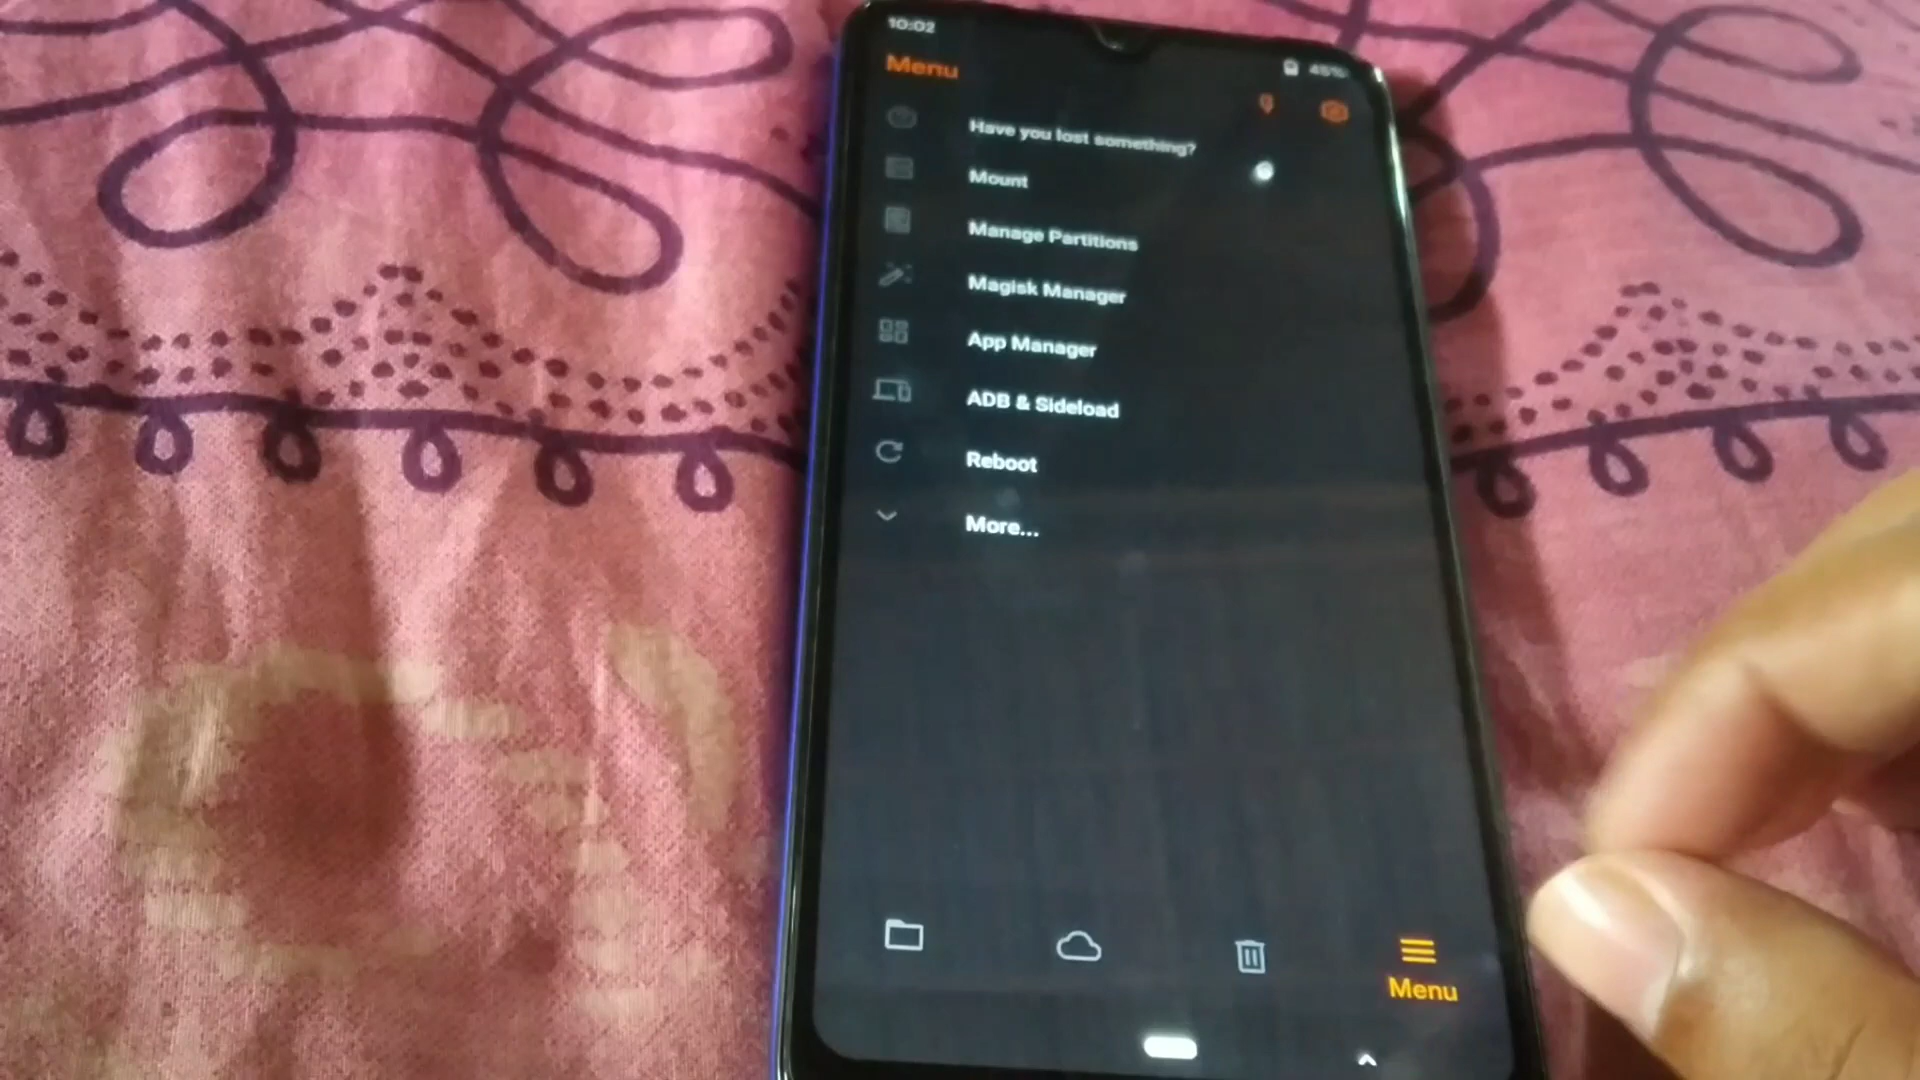 10:02
45%
Menu
Have you lost something?
Mount
Manage Partitions
Magisk Manager
App Manager
ADB & Sideload
Reboot
More...
Menu